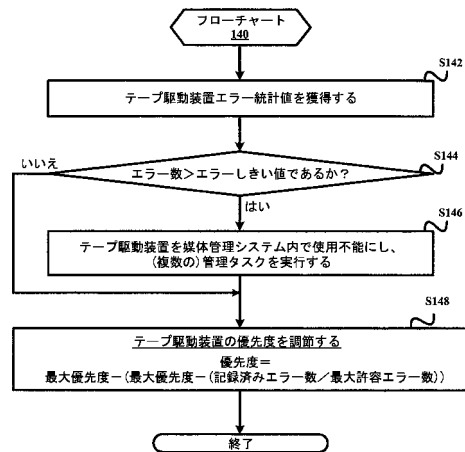 フローチャート
140
S142
テープ駆動装置エラー統計値を獲得する
S144
いいえ
エラー数>エラーしきい値であるか?
はい
S146
テープ駆動装置を媒体管理システム内で使用不能にし、
(複数の)管理タスクを実行する
S148
テープ駆動装置の優先度を調節する
優先度=
最大優先度-(最大優先度-(記録済みエラー数/最大許容エラー数))
終了